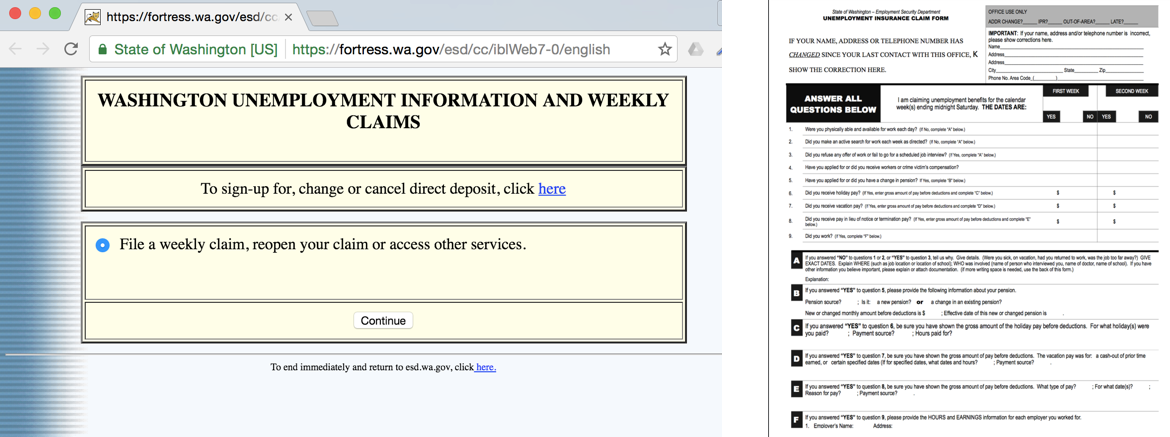 https://fortress.wa.gov/esd/cc
State of Washington [US]
https://fortress.wa.gov/esd/cc/iblWeb7-0/english
WASHINGTON UNEMPLOYMENT INFORMATION AND WEEKLY
CLAIMS
To sign-up for, change or cancel direct deposit, click here
File a weekly claim, reopen your claim or access other services.
Continue
To end immediately and return to esd.wa.gov, click here.
State of Washington – Employment Security Department
UNEMPLOYMENT INSURANCE CLAIM FORM
IF YOUR NAME, ADDRESS OR TELEPHONE NUMBER HAS
CHANGED SINCE YOUR LAST CONTACT WITH THIS OFFICE, K
SHOW THE CORRECTION HERE.
OFFICE USE ONLY
ADDR CHANGE?_____ IPR?_____ OUT-OF-AREA?_____ LATE?_____
IMPORTANT: If your name, address and/or telephone number is incorrect,
please show corrections here.
Name
Address
Address
City State Zip
Phone No. Area Code ( )
ANSWER ALL
QUESTIONS BELOW
I am claiming unemployment benefits for the calendar
week(s) ending midnight Saturday. THE DATES ARE:
FIRST WEEK
SECOND WEEK
YES NO YES NO
1. Were you physically able and available for work each day? (If No, complete "A" below.)
2. Did you make an active search for work each week as directed? (If No, complete "A" below.)
3. Did you refuse any offer of work or fail to go for a scheduled job interview? (If Yes, complete "A" below.)
4. Have you applied for or did you receive workers or crime victim's compensation?
5. Have you applied for or did you have a change in pension? If Yes, complete "B" below.)
6. Did you receive holiday pay? (If Yes, enter gross amount of pay before deductions and complete "C" below.) $ $
7. Did you receive vacation pay? (If Yes, enter gross amount of pay before deductions and complete "D" below.) $ $
8. Did you receive pay in lieu of notice or termination pay? (If Yes, enter gross amount of pay before deductions and complete "E"
below.) $ $
9. Did you work? (If Yes, complete "F" below.)
A If you answered "NO" to questions 1 or 2, or "YES" to question 3, tell us why. Give details. (Were you sick, on vacation, had you returned to work, was the job too far away?) GIVE
EXACT DATES. Explain WHERE (such as job location or location of school), WHO was involved (name of person who interviewed you, name of doctor, name of school). If you have
other information you believe important, please explain or attach documentation. (If more writing space is needed, use the back of this form.)
Explanation:
B If you answered "YES" to question 5, please provide the following information about your pension.
Pension source? ; Is it: a new pension? or a change in an existing pension?
New or changed monthly amount before deductions is $ ; Effective date of this new or changed pension is .
C If you answered "YES" to question 6, be sure you have shown the gross amount of the holiday pay before deductions. For what holiday(s) were
you paid? ; Payment source? ; Hours paid for?
D If you answered "YES" to question 7, be sure you have shown the gross amount of pay before deductions. The vacation pay was for: a cash-out of prior time
earned, or certain specified dates (If for specified dates, what dates and hours? ; Payment source? .
E If you answered "YES" to question 8, be sure you have shown the gross amount of pay before deductions. What type of pay? ; For what date(s)? ;
Reason for pay? ; Payment source? .
F If you answered "YES" to question 9, please provide the HOURS and EARNINGS information for each employer you worked for.
1. Employer's Name: Address: